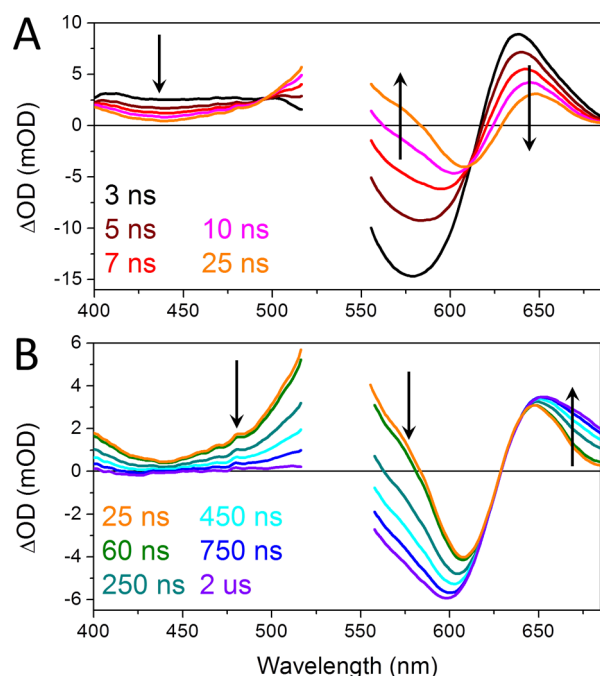 A
ΔOD (mOD)
10
5
0
-5
-10
-15
3 ns
5 ns 10 ns
7 ns 25 ns
400 450 500 550 600 650
B
ΔOD (mOD)
6
4
2
0
-2
-4
-6
25 ns 450 ns
60 ns 750 ns
250 ns 2 us
400 450 500 550 600 650
Wavelength (nm)